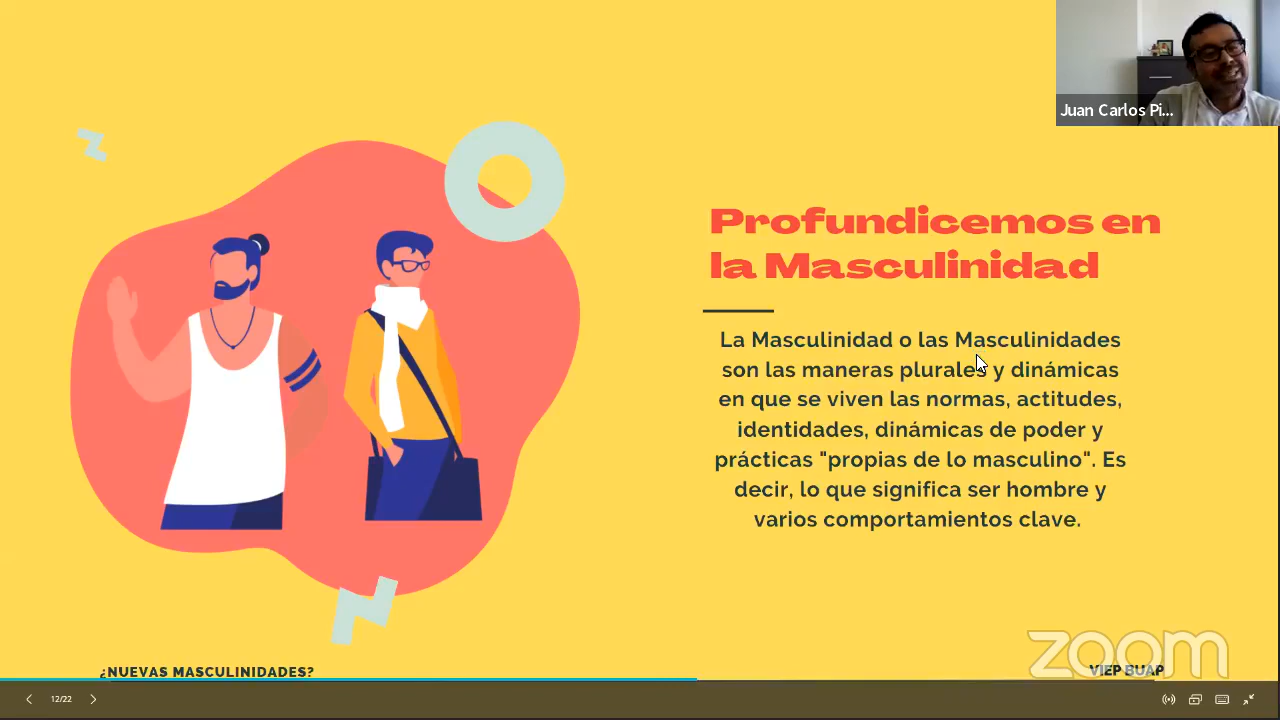 Juan Carlos Pi...
Profundicemos en
la Masculinidad
La Masculinidad o las Masculinidades
son las maneras plurales y dinámicas
en que se viven las normas, actitudes,
identidades, dinámicas de poder y
prácticas "propias de lo masculino". Es
decir, lo que significa ser hombre y
varios comportamientos clave.
¿NUEVAS MASCULINIDADES?
VIEP BUAP
zoom
12/22